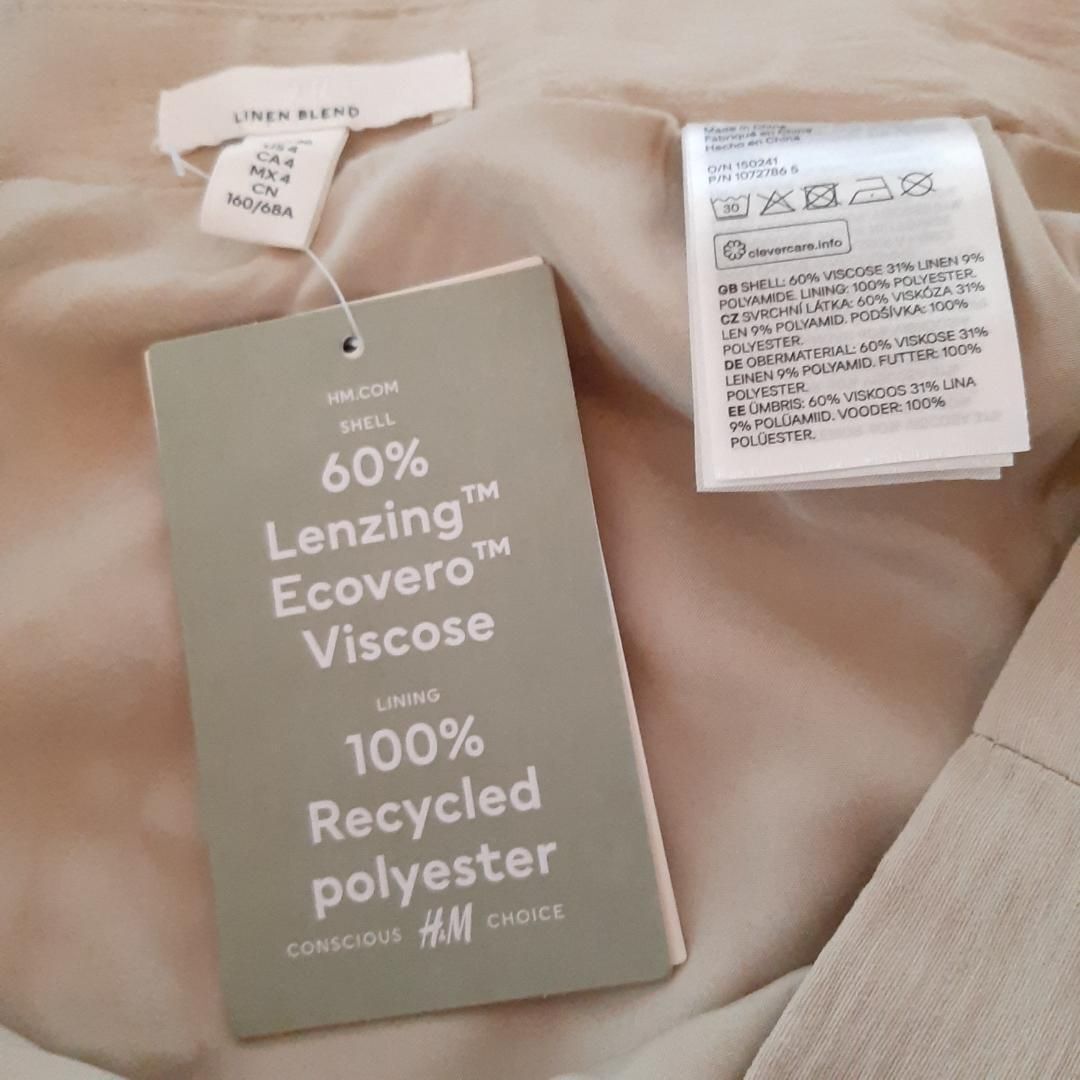 LINEN BLEND
US 4
CA 4
MX 4
CN
160/68A
HM.COM
SHELL
60%
Lenzing™
Ecovero™
Viscose
LINING
100%
Recycled
polyester
CONSCIOUS H&M CHOICE
Made in China
Fabriqué en Chine
Hecho en China
O/N 150241
P/N 1072786 5
30
clevercare.info
GB SHELL: 60% VISCOSE 31% LINEN 9%
POLYAMIDE. LINING: 100% POLYESTER.
CZ SVRCHNÍ LÁTKA: 60% VISKÓZA 31%
LEN 9% POLYAMID. PODŠÍVKA: 100%
POLYESTER.
DE OBERMATERIAL: 60% VISKOSE 31%
LEINEN 9% POLYAMID. FUTTER: 100%
POLYESTER.
EE ÜMBRIS: 60% VISKOOS 31% LINA
9% POLÜAMIID. VOODER: 100%
POLÜESTER.